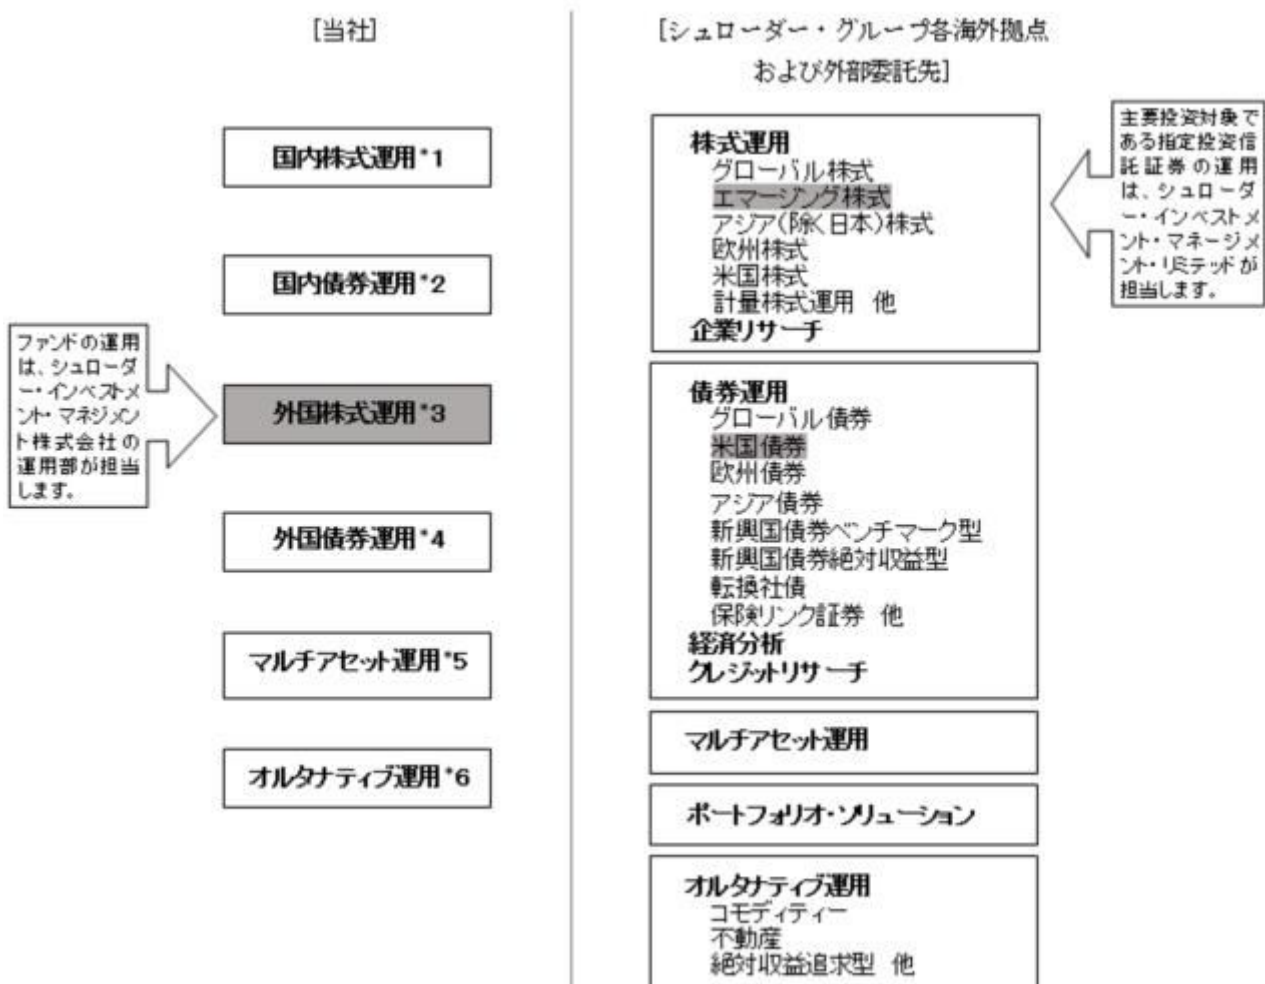 [当社]
[シュローダー・グループ各海外拠点
および外部委託先]
国内株式運用*1
国内債券運用*2
ファンドの運用
は、シュローダ
ー・インベストメ
ント・マネジメン
ト株式会社の
運用部が担当
します。
外国株式運用*3
外国債券運用*4
マルチアセット運用*5
オルタナティブ運用*6
株式運用
グローバル株式
エマージング株式
アジア(除く日本)株式
欧州株式
米国株式
計量株式運用 他
企業リサーチ
主要投資対象で
ある指定投資信
託証券の運用
は、シュローダ
ー・インベストメ
ント・マネージメ
ント・リミテッドが
担当します。
債券運用
グローバル債券
米国債券
欧州債券
アジア債券
新興国債券ベンチマーク型
新興国債券絶対収益型
転換社債
保険リンク証券 他
経済分析
クレジットリサーチ
マルチアセット運用
ポートフォリオ・ソリューション
オルタナティブ運用
コモディティー
不動産
絶対収益追求型 他